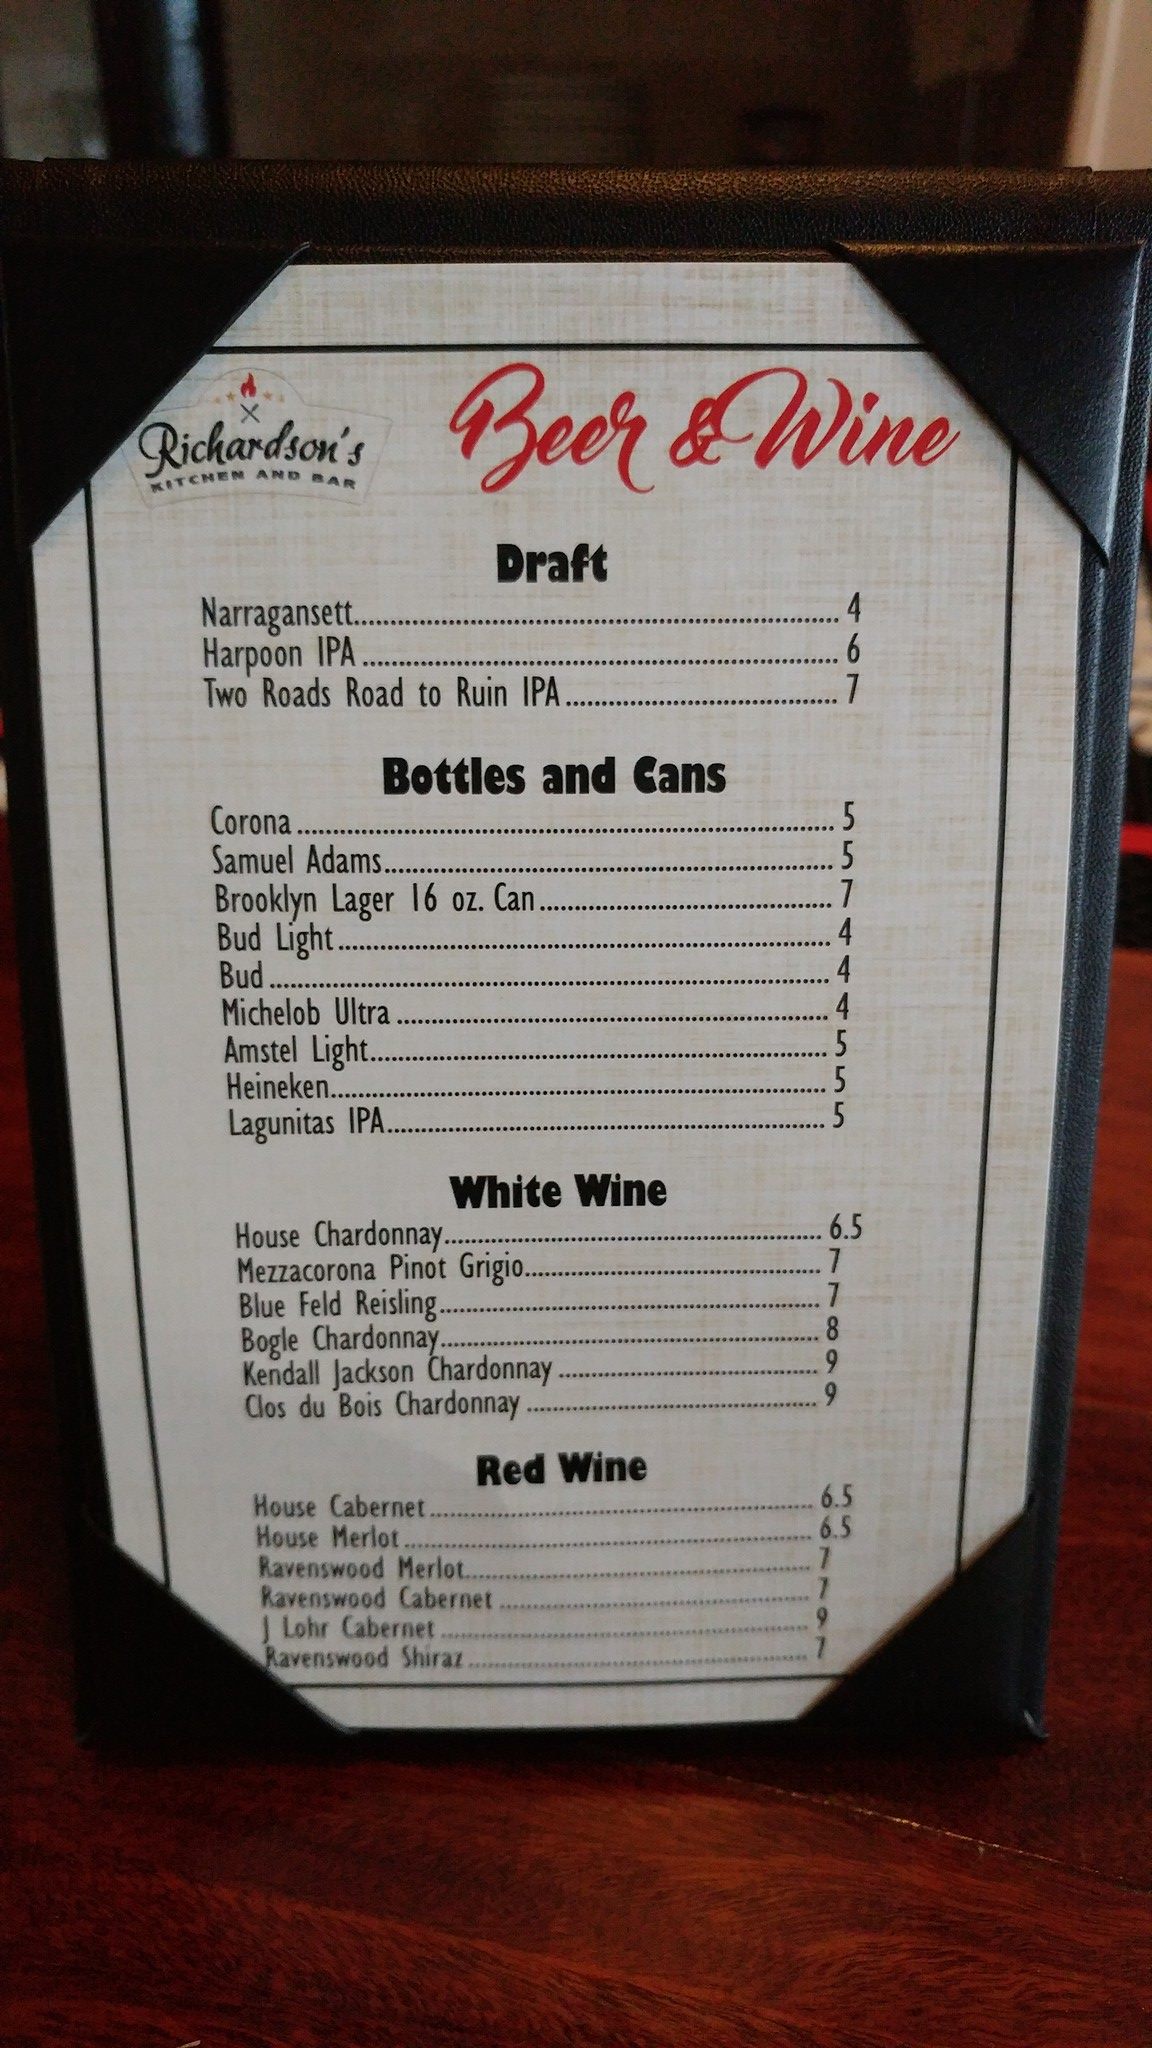 Richardson's
KITCHEN AND BAR
Beer & Wine
Draft
Narragansett.................................................................... 4
Harpoon IPA .................................................................. 6
Two Roads Road to Ruin IPA...................................... 7
Bottles and Cans
Corona ........................................................................... 5
Samuel Adams............................................................... 5
Brooklyn Lager 16 oz. Can......................................... 7
Bud Light...................................................................... 4
Bud................................................................................ 4
Michelob Ultra .............................................................. 4
Amstel Light.................................................................. 5
Heineken........................................................................ 5
Lagunitas IPA................................................................ 5
White Wine
House Chardonnay......................................................... 6.5
Mezzacorona Pinot Grigio............................................. 7
Blue Feld Reisling.......................................................... 7
Bogle Chardonnay.......................................................... 8
Kendall Jackson Chardonnay ........................................ 9
Clos du Bois Chardonnay ............................................. 9
Red Wine
House Cabernet.............................................................. 6.5
House Merlot.................................................................. 6.5
Ravenswood Merlot........................................................ 7
Ravenswood Cabernet ................................................... 7
J Lohr Cabernet ............................................................. 9
Ravenswood Shiraz ........................................................ 7